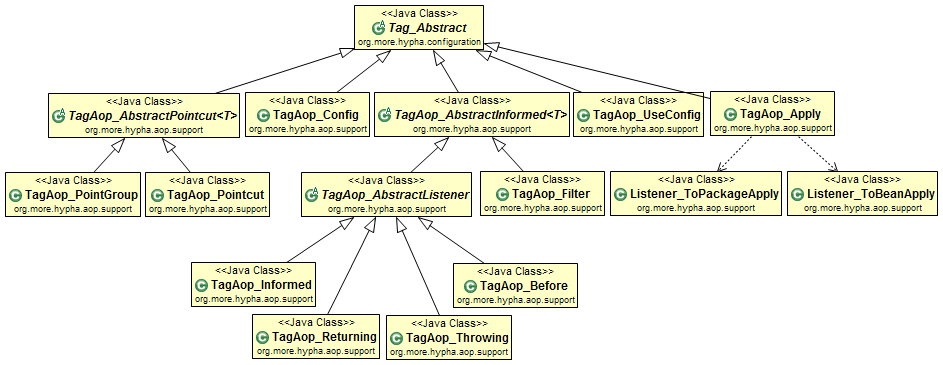 <<Java Class>>
Tag_Abstract
org.more.hypha.configuration
<<Java Class>>
TagAop_AbstractPointcut<T>
org.more.hypha.aop.support
<<Java Class>>
TagAop_Config
org.more.hypha.aop.support
<<Java Class>>
TagAop_AbstractInformed<T>
org.more.hypha.aop.support
<<Java Class>>
TagAop_UseConfig
org.more.hypha.aop.support
<<Java Class>>
TagAop_Apply
org.more.hypha.aop.support
<<Java Class>>
TagAop_PointGroup
org.more.hypha.aop.support
<<Java Class>>
TagAop_Pointcut
org.more.hypha.aop.support
<<Java Class>>
TagAop_AbstractListener
org.more.hypha.aop.support
<<Java Class>>
TagAop_Filter
org.more.hypha.aop.support
<<Java Class>>
Listener_ToPackageApply
org.more.hypha.aop.support
<<Java Class>>
Listener_ToBeanApply
org.more.hypha.aop.support
<<Java Class>>
TagAop_Informed
org.more.hypha.aop.support
<<Java Class>>
TagAop_Before
org.more.hypha.aop.support
<<Java Class>>
TagAop_Returning
org.more.hypha.aop.support
<<Java Class>>
TagAop_Throwing
org.more.hypha.aop.support